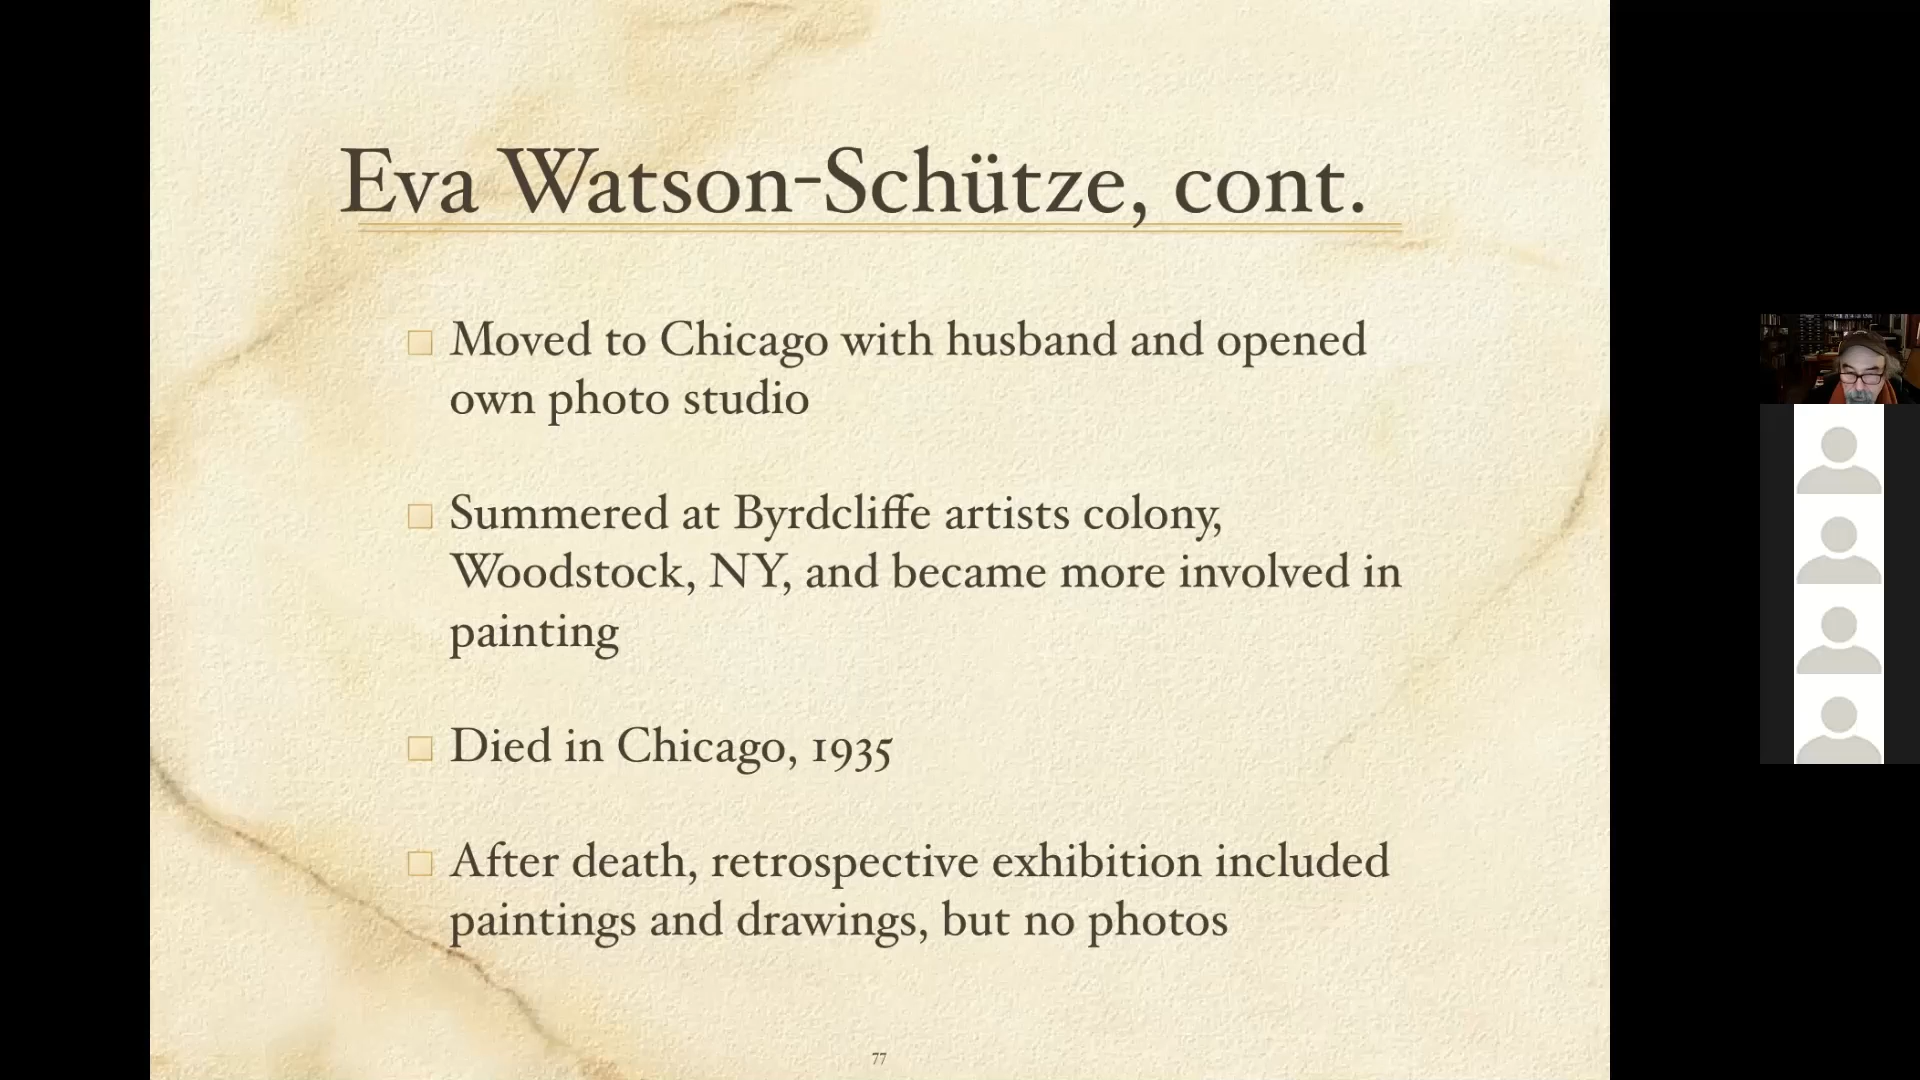 Eva Watson-Schütze, cont.
Moved to Chicago with husband and opened
own photo studio
Summered at Byrdcliffe artists colony,
Woodstock, NY, and became more involved in
painting
Died in Chicago, 1935
After death, retrospective exhibition included
paintings and drawings, but no photos
77